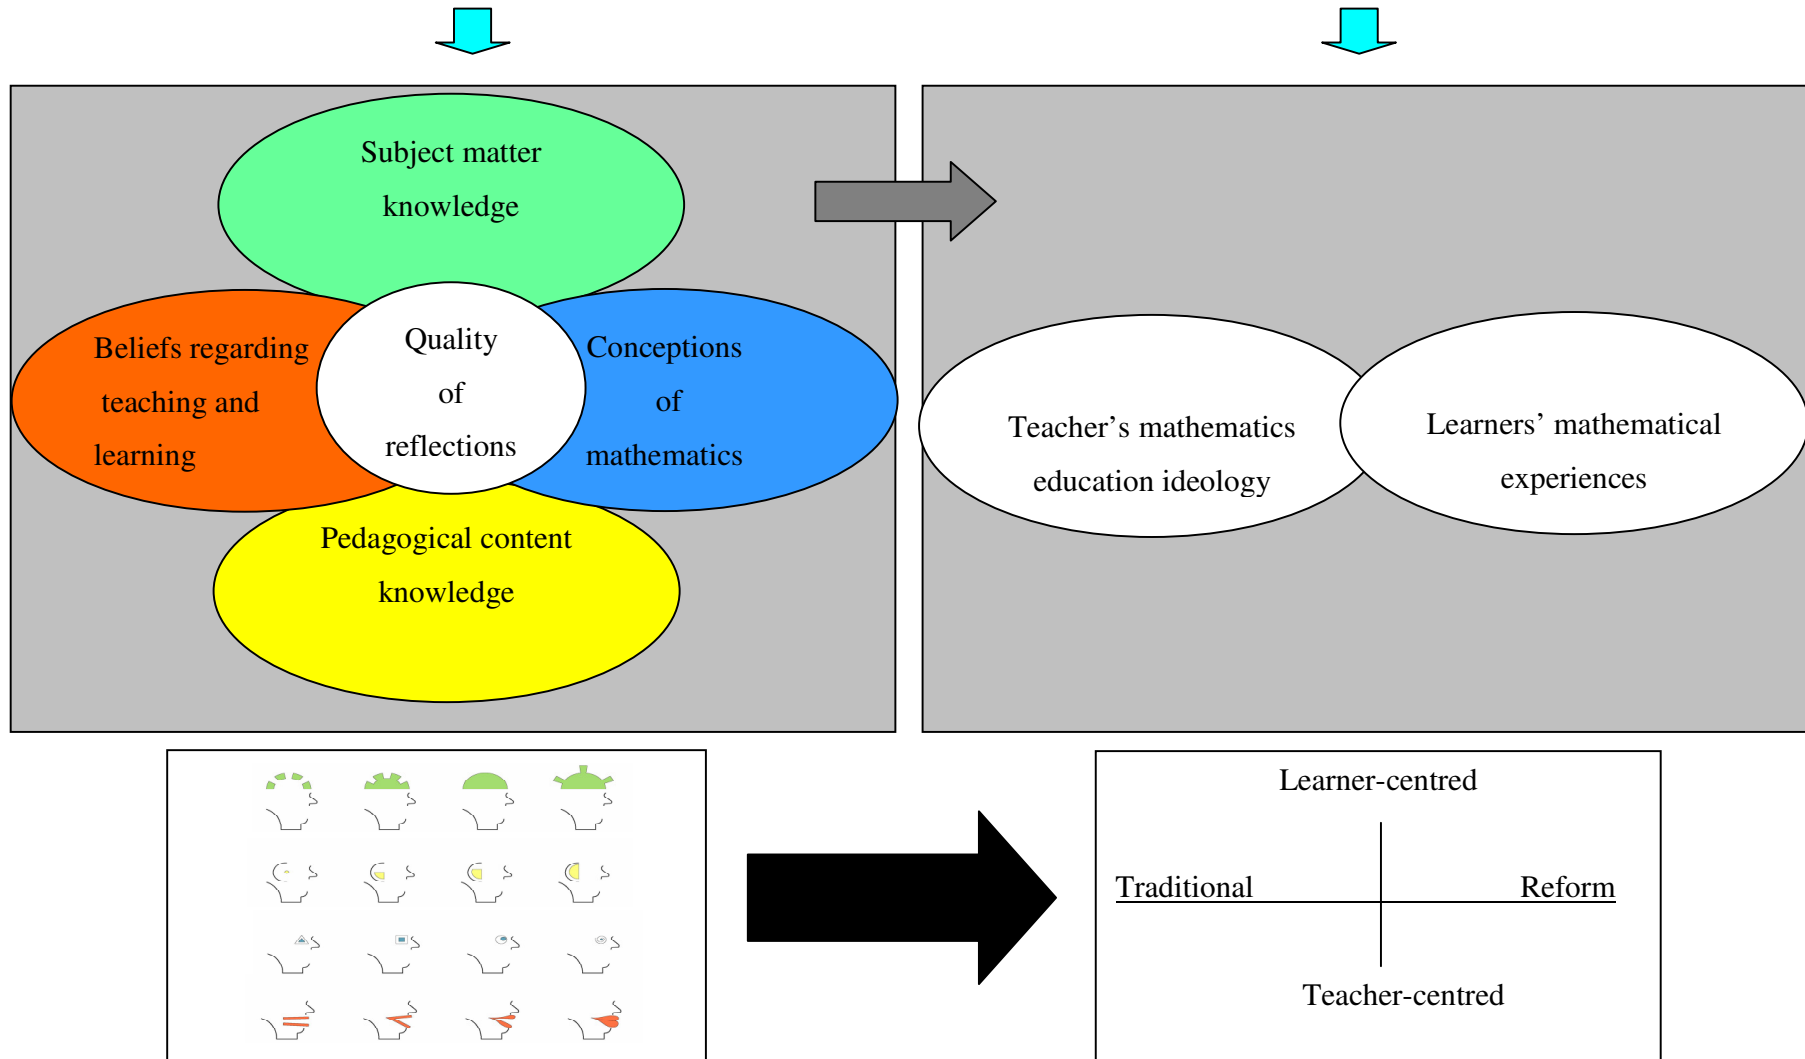 Subject matter
knowledge
Beliefs regarding
teaching and
learning
Quality
of
reflections
Conceptions
of
mathematics
Pedagogical content
knowledge
Teacher’s mathematics
education ideology
Learners’ mathematical
experiences
Learner-centred
Traditional Reform
Teacher-centred